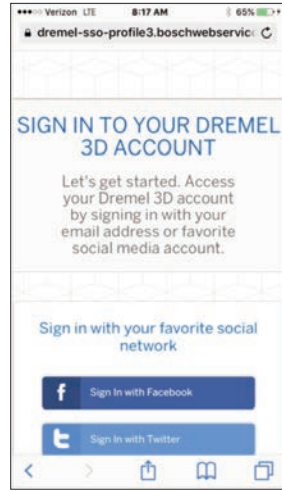 Verizon LTE 8:17 AM 65%
dremel-sso-profile3.boschwebservic
SIGN IN TO YOUR DREMEL
3D ACCOUNT
Let's get started. Access
your Dremel 3D account
by signing in with your
email address or favorite
social media account.
Sign in with your favorite social
network
f Sign In with Facebook
t Sign In with Twitter